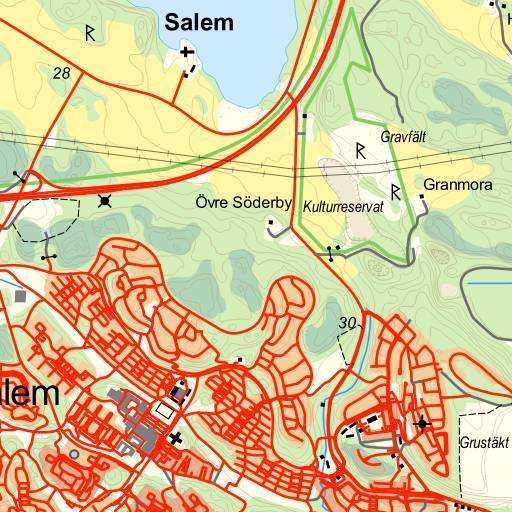 Salem
28
Gravfält
Granmora
Övre Söderby
Kulturreservat
30
lem
Grustäkt